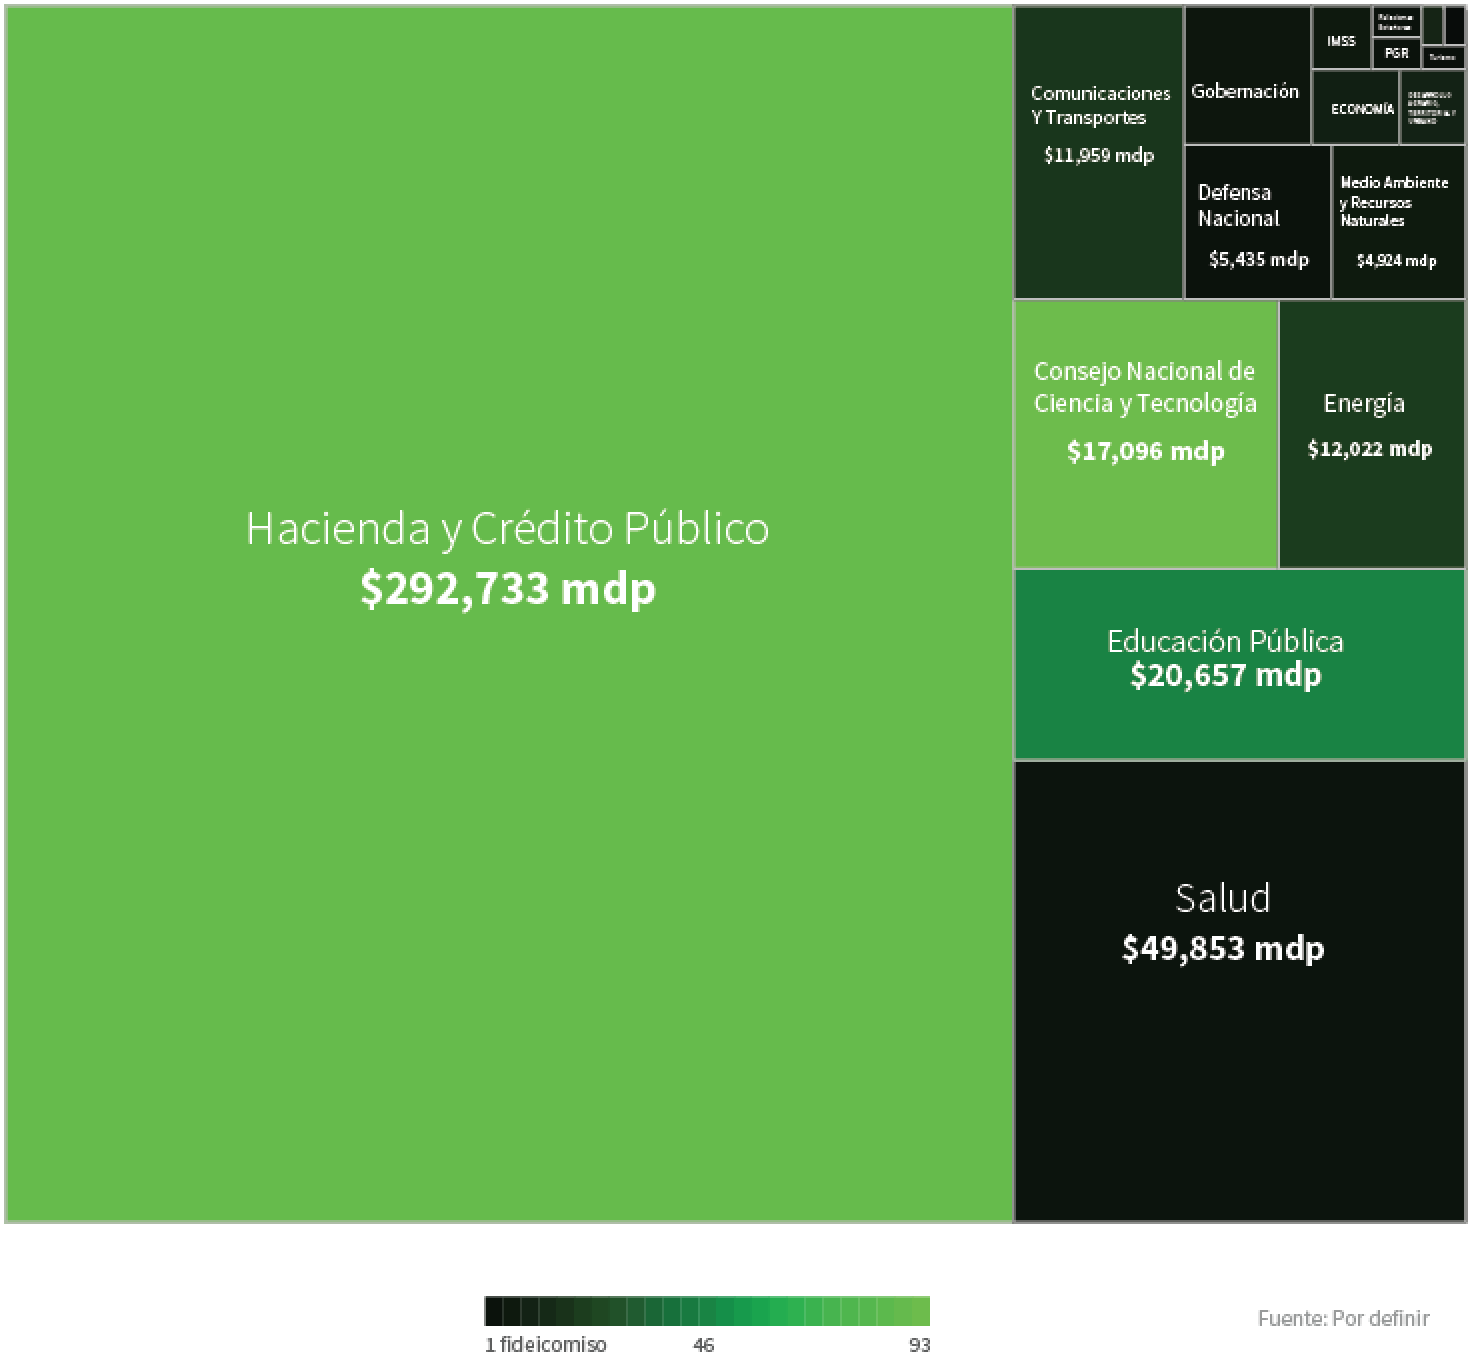 Hacienda y Crédito Público
$292,733 mdp
Comunicaciones
Y Transportes
$11,959 mdp
Gobernación
IMSS
Relaciones
Exteriores
PGR
Turismo
ECONOMÍA
DESARROLLO
AGRARIO,
TERRITORIAL Y
URBANO
Defensa
Nacional
$5,435 mdp
Medio Ambiente
y Recursos
Naturales
$4,924 mdp
Consejo Nacional de
Ciencia y Tecnología
$17,096 mdp
Energía
$12,022 mdp
Educación Pública
$20,657 mdp
Salud
$49,853 mdp
1 fideicomiso
46
93
Fuente: Por definir